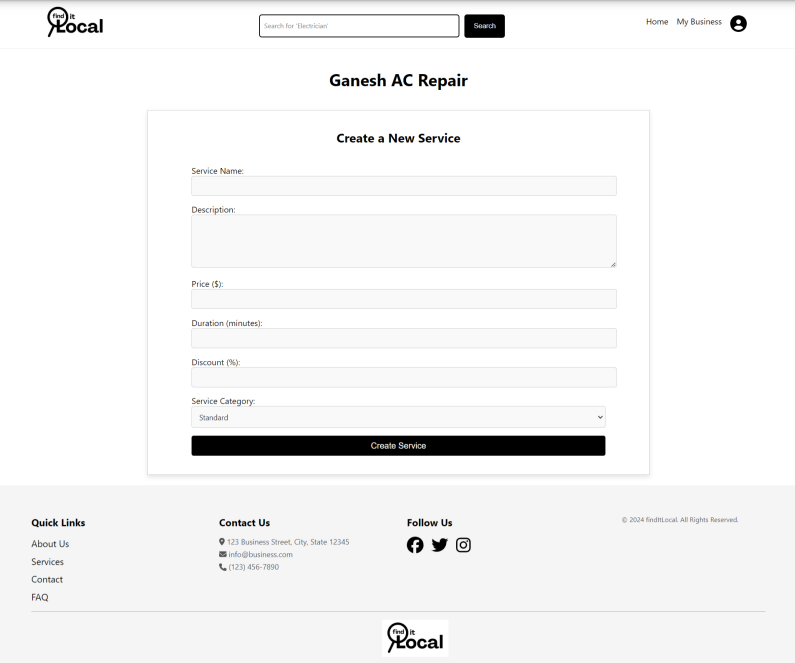 find it
Local
Search for 'Electrician'
Search
Home
My Business
Ganesh AC Repair
Create a New Service
Service Name:
Description:
Price ($):
Duration (minutes):
Discount (%):
Service Category:
Standard
Create Service
Quick Links
About Us
Services
Contact
FAQ
Contact Us
123 Business Street, City, State 12345
info@business.com
(123) 456-7890
Follow Us
© 2024 findItLocal. All Rights Reserved.
find it
Local